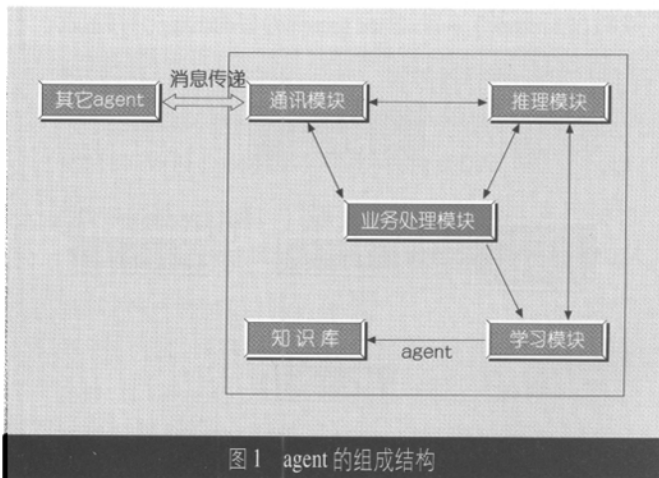 消息传递
其它agent
通讯模块
推理模块
业务处理模块
知识库
agent
学习模块
图1 agent的组成结构